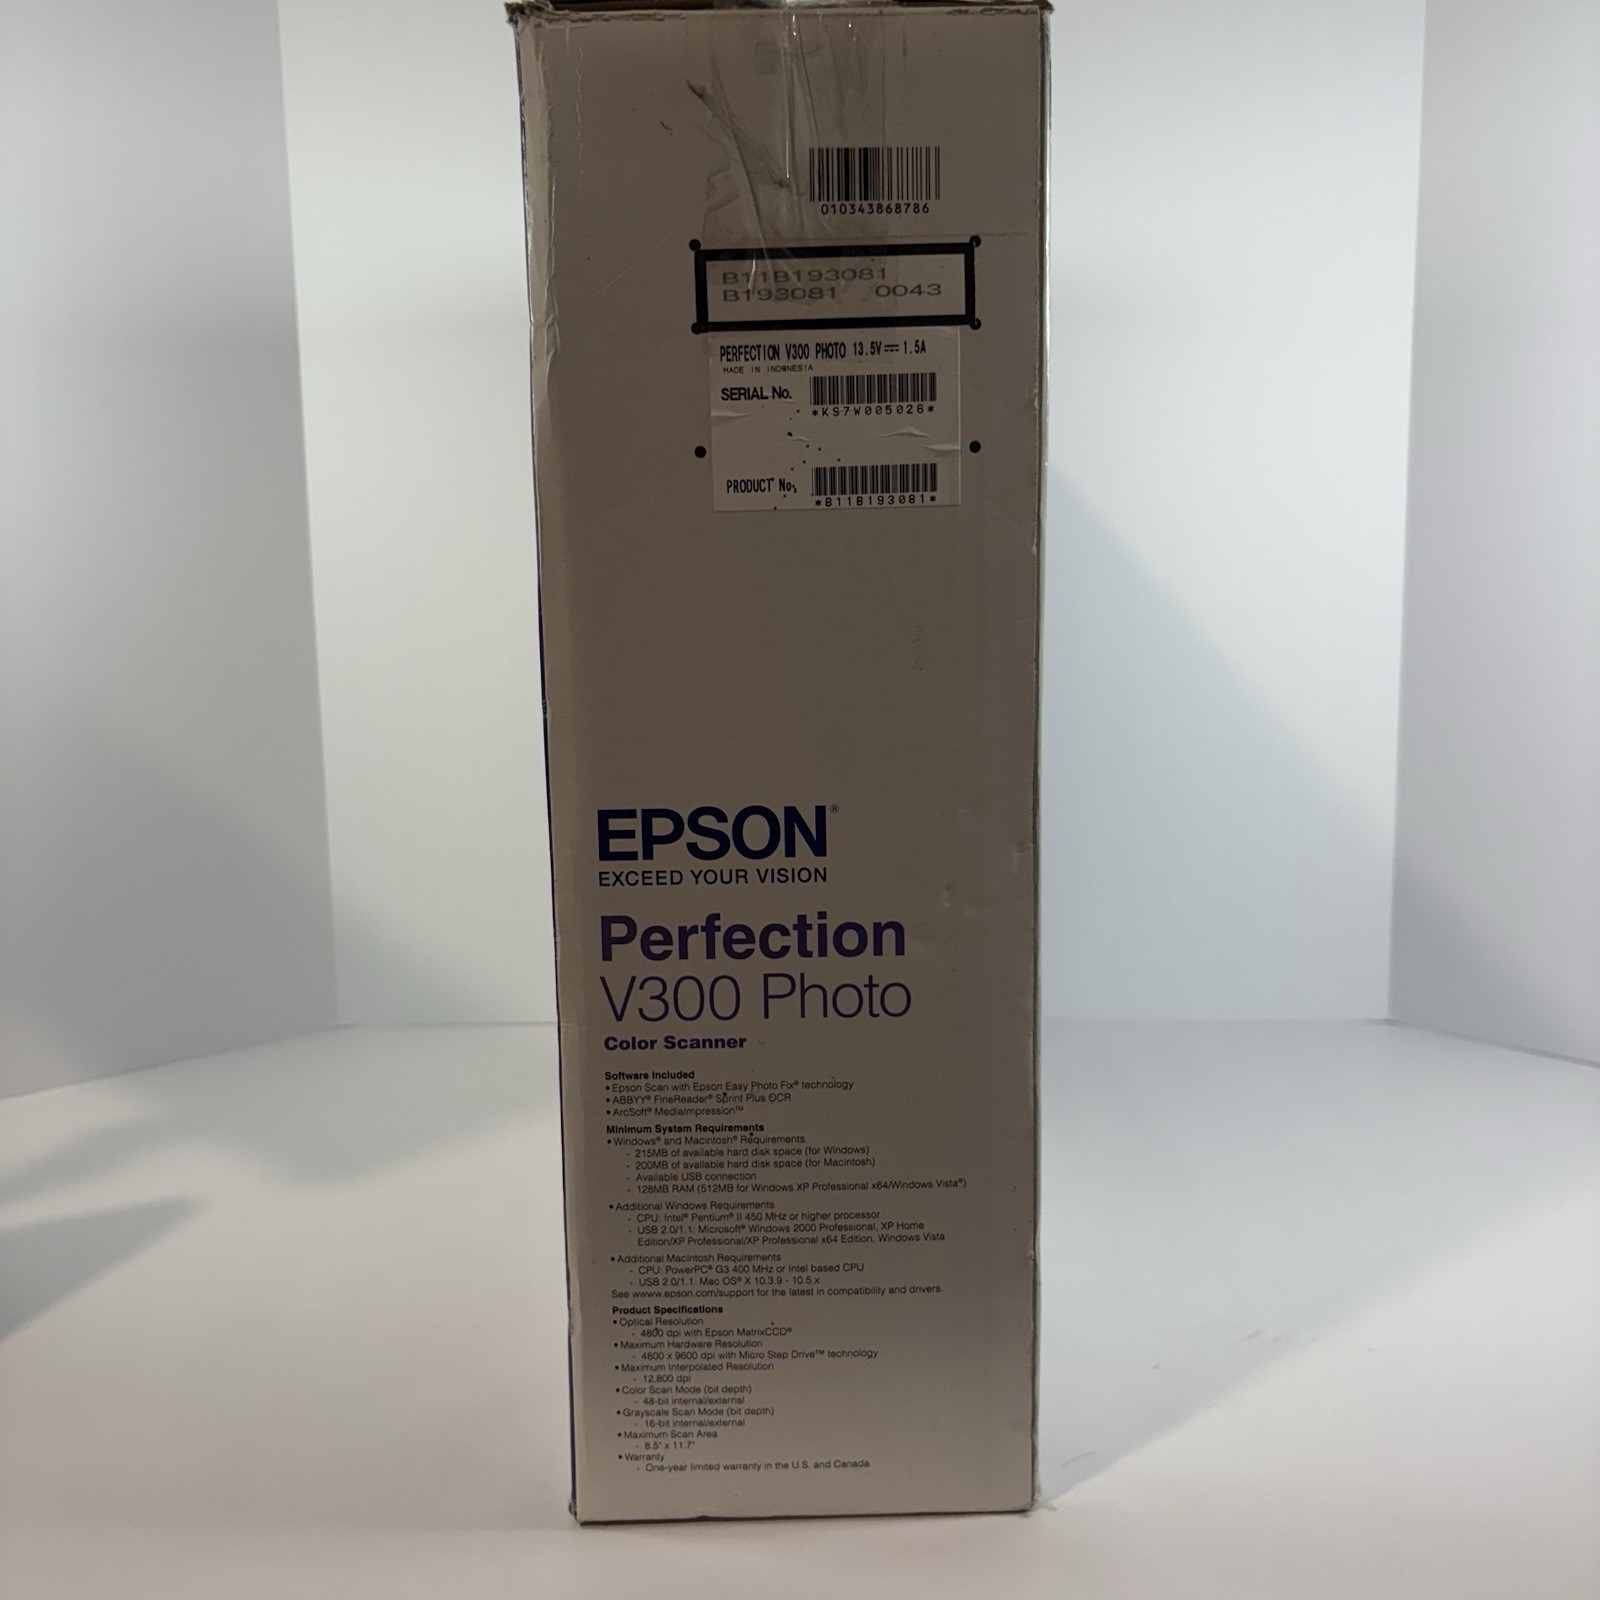 010343868786
B11B193081
B193081 0043
PERFECTION V300 PHOTO 13.5V⎓1.5A
MADE IN INDONESIA
SERIAL No.
*KS7W005026*
PRODUCT No.
*B11B193081*
EPSON®
EXCEED YOUR VISION
Perfection
V300 Photo
Color Scanner
Software Included
• Epson Scan with Epson Easy Photo Fix® technology
• ABBYY® FineReader® Sprint Plus OCR
• ArcSoft® MediaImpression™
Minimum System Requirements
• Windows® and Macintosh® Requirements
- 215MB of available hard disk space (for Windows)
- 200MB of available hard disk space (for Macintosh)
- Available USB connection
- 128MB RAM (512MB for Windows XP Professional x64/Windows Vista®)
• Additional Windows Requirements
- CPU: Intel® Pentium® II 450 MHz or higher processor
- USB 2.0/1.1: Microsoft® Windows 2000 Professional, XP Home
Edition/XP Professional/XP Professional x64 Edition, Windows Vista
• Additional Macintosh Requirements
- CPU: PowerPC® G3 400 MHz or Intel based CPU
- USB 2.0/1.1: Mac OS® X 10.3.9 - 10.5.x
See www.epson.com/support for the latest in compatibility and drivers.
Product Specifications
• Optical Resolution
- 4800 dpi with Epson MatrixCCD®
• Maximum Hardware Resolution
- 4800 x 9600 dpi with Micro Step Drive™ technology
• Maximum Interpolated Resolution
- 12,800 dpi
• Color Scan Mode (bit depth)
- 48-bit internal/external
• Grayscale Scan Mode (bit depth)
- 16-bit internal/external
• Maximum Scan Area
- 8.5" x 11.7"
• Warranty
- One-year limited warranty in the U.S. and Canada